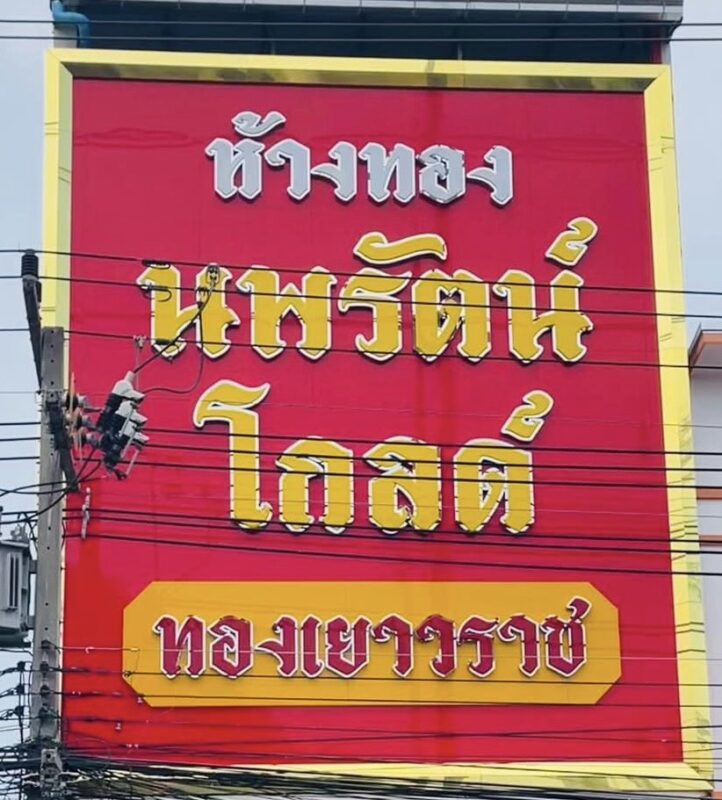 ห้างทอง
นพรัตน์
โกลด์
ทองเยาวราช